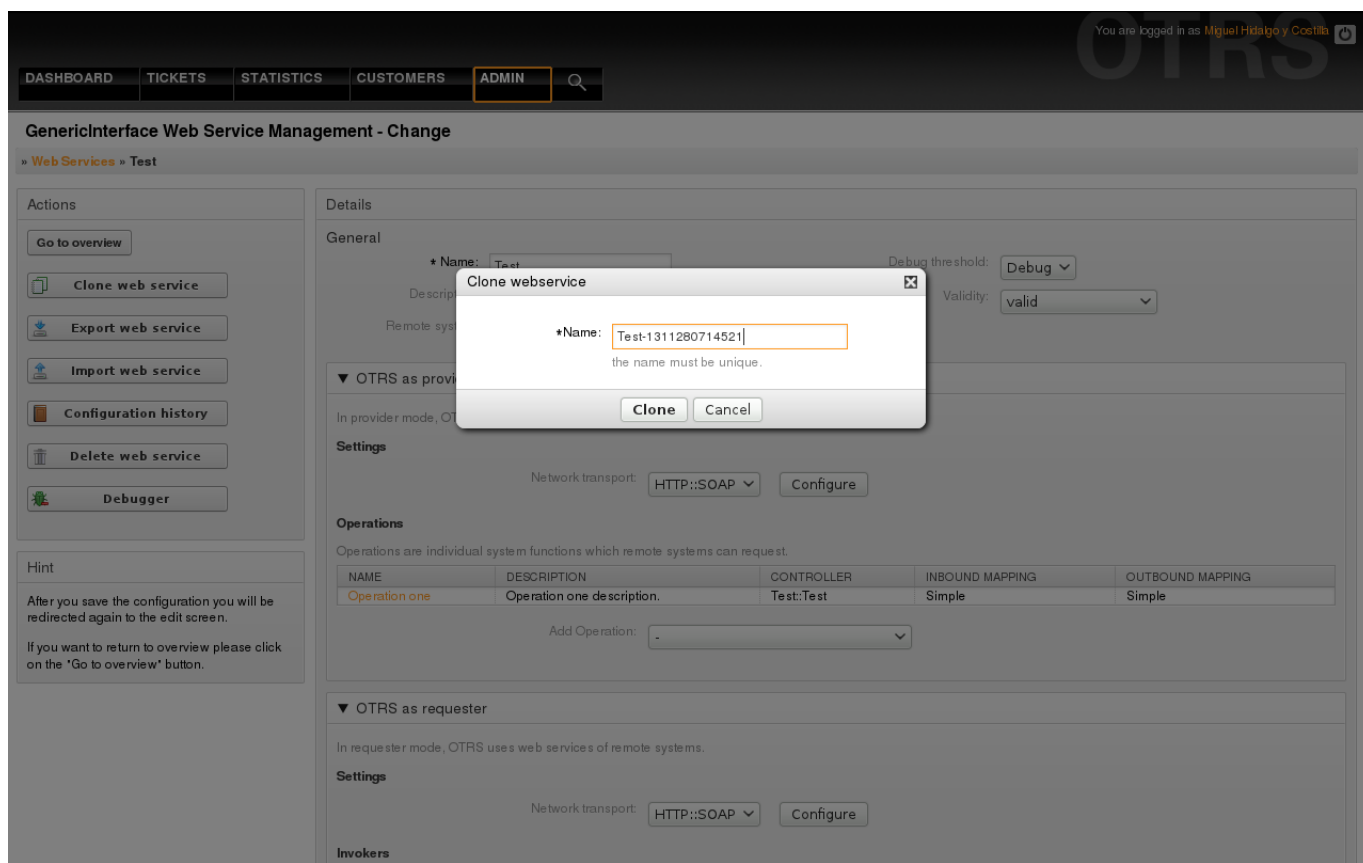 OTRS
You are logged in as Miguel Hidalgo y Costilla
DASHBOARD TICKETS STATISTICS CUSTOMERS ADMIN
GenericInterface Web Service Management - Change
» Web Services » Test
Actions
Go to overview
Clone web service
Export web service
Import web service
Configuration history
Delete web service
Debugger
Hint
After you save the configuration you will be
redirected again to the edit screen.
If you want to return to overview please click
on the "Go to overview" button.
Details
General
* Name: Test
Descript
Remote syst
Debug threshold: Debug
Validity: valid
Clone webservice
*Name: Test-1311280714521
the name must be unique.
Clone Cancel
▼ OTRS as provi
In provider mode, OT
Settings
Network transport: HTTP::SOAP Configure
Operations
Operations are individual system functions which remote systems can request.
NAME DESCRIPTION CONTROLLER INBOUND MAPPING OUTBOUND MAPPING
Operation one Operation one description. Test::Test Simple Simple
Add Operation: -
▼ OTRS as requester
In requester mode, OTRS uses web services of remote systems.
Settings
Network transport: HTTP::SOAP Configure
Invokers